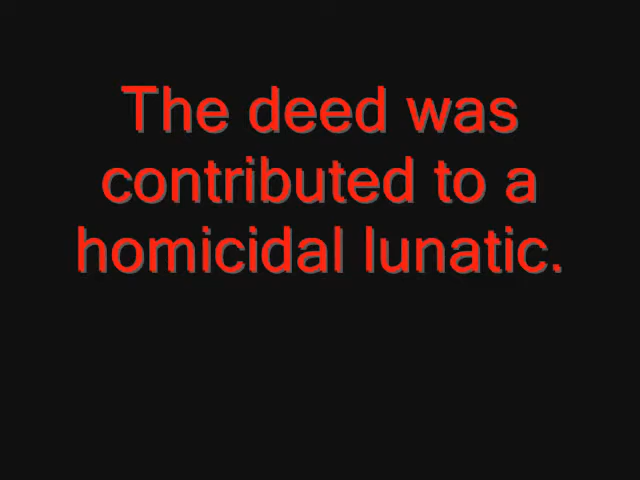 The deed was
contributed to a
homicidal lunatic.